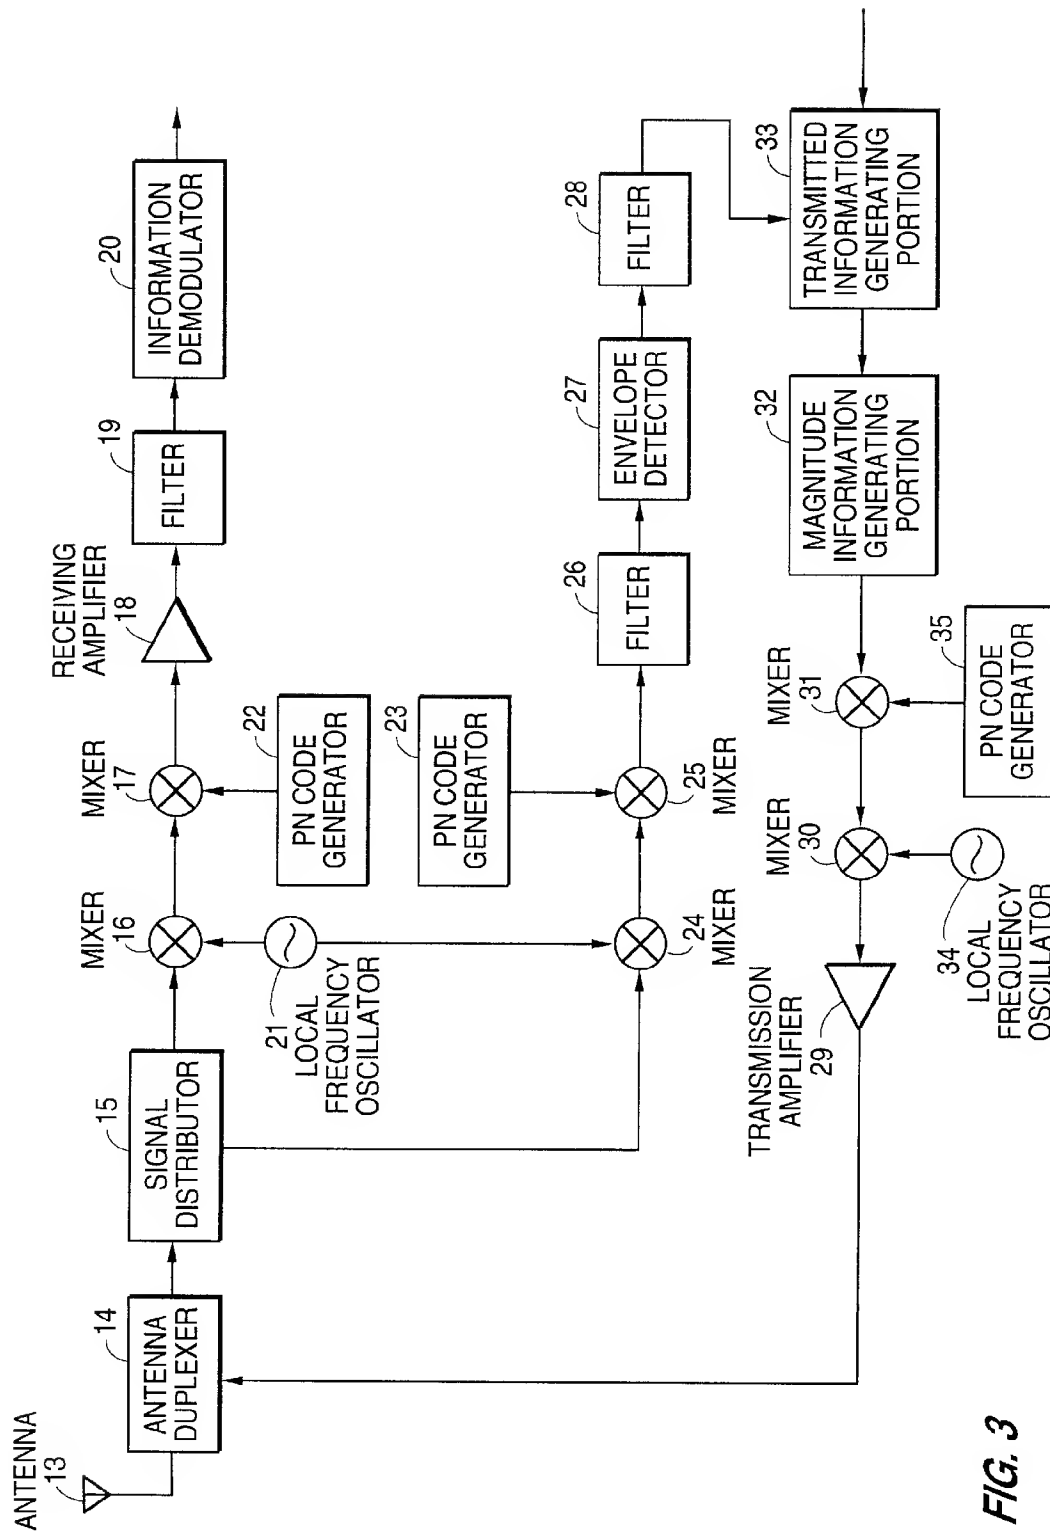 ANTENNA
13
14
ANTENNA
DUPLEXER
15
SIGNAL
DISTRIBUTOR
MIXER
16
MIXER
17
RECEIVING
AMPLIFIER
18
19
FILTER
20
INFORMATION
DEMODULATOR
21
LOCAL
FREQUENCY
OSCILLATOR
22
PN CODE
GENERATOR
23
PN CODE
GENERATOR
24
MIXER
25
MIXER
26
FILTER
27
ENVELOPE
DETECTOR
28
FILTER
TRANSMISSION
AMPLIFIER
29
MIXER
30
MIXER
31
32
MAGNITUDE
INFORMATION
GENERATING
PORTION
33
TRANSMITTED
INFORMATION
GENERATING
PORTION
34
LOCAL
FREQUENCY
OSCILLATOR
35
PN CODE
GENERATOR
FIG. 3